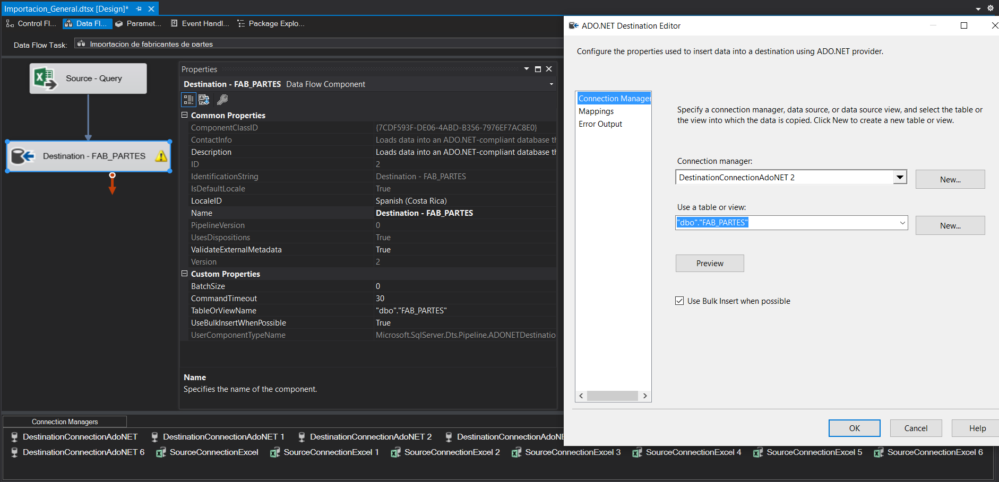 Importacion_General.dtsx [Design]*
Control Fl... Data Fl... Paramet... Event Handl... Package Explo...
Data Flow Task: Importacion de fabricantes de partes
Source - Query
Destination - FAB_PARTES
Properties
Destination - FAB_PARTES Data Flow Component
Common Properties
ComponentClassID {7CDF593F-DE06-4ABD-B356-7976EF7AC8E0}
ContactInfo Loads data into an ADO.NET-compliant database th
Description Loads data into an ADO.NET-compliant database th
ID 2
IdentificationString Destination - FAB_PARTES
IsDefaultLocale True
LocaleID Spanish (Costa Rica)
Name Destination - FAB_PARTES
PipelineVersion 0
UsesDispositions True
ValidateExternalMetadata True
Version 2
Custom Properties
BatchSize 0
CommandTimeout 30
TableOrViewName "dbo"."FAB_PARTES"
UseBulkInsertWhenPossible True
UserComponentTypeName Microsoft.SqlServer.Dts.Pipeline.ADONETDestinatio
Name
Specifies the name of the component.
ADO.NET Destination Editor
Configure the properties used to insert data into a destination using ADO.NET provider.
Connection Manager
Mappings
Error Output
Specify a connection manager, data source, or data source view, and select the table or
the view into which the data is copied. Click New to create a new table or view.
Connection manager:
DestinationConnectionAdoNET 2 New...
Use a table or view:
"dbo"."FAB_PARTES" New...
Preview
Use Bulk Insert when possible
OK Cancel Help
Connection Managers
DestinationConnectionAdoNET DestinationConnectionAdoNET 1 DestinationConnectionAdoNET 2 DestinationConnectionAdoNE
DestinationConnectionAdoNET 6 SourceConnectionExcel SourceConnectionExcel 1 SourceConnectionExcel 2 SourceConnectionExcel 3 SourceConnectionExcel 4 SourceConnectionExcel 5 SourceConnectionExcel 6